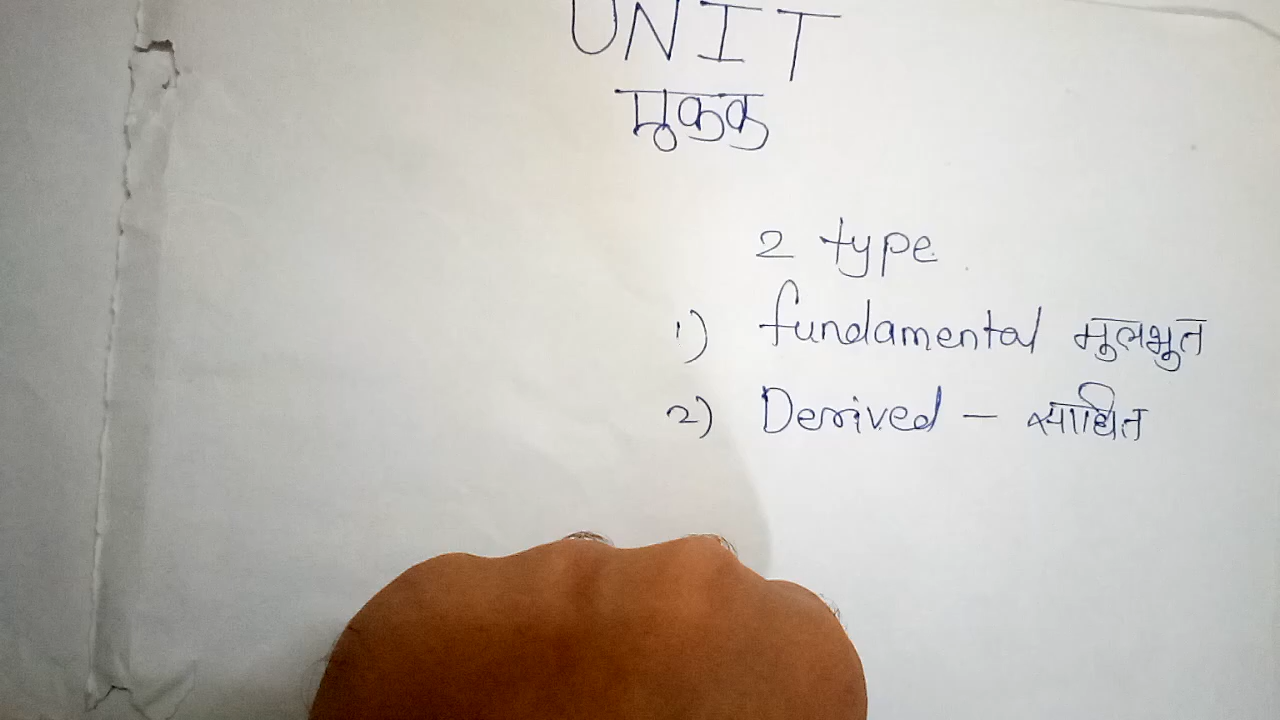 UNIT
मूकक
2 type
1) fundamental मूलभूत
2) Derived - साधित